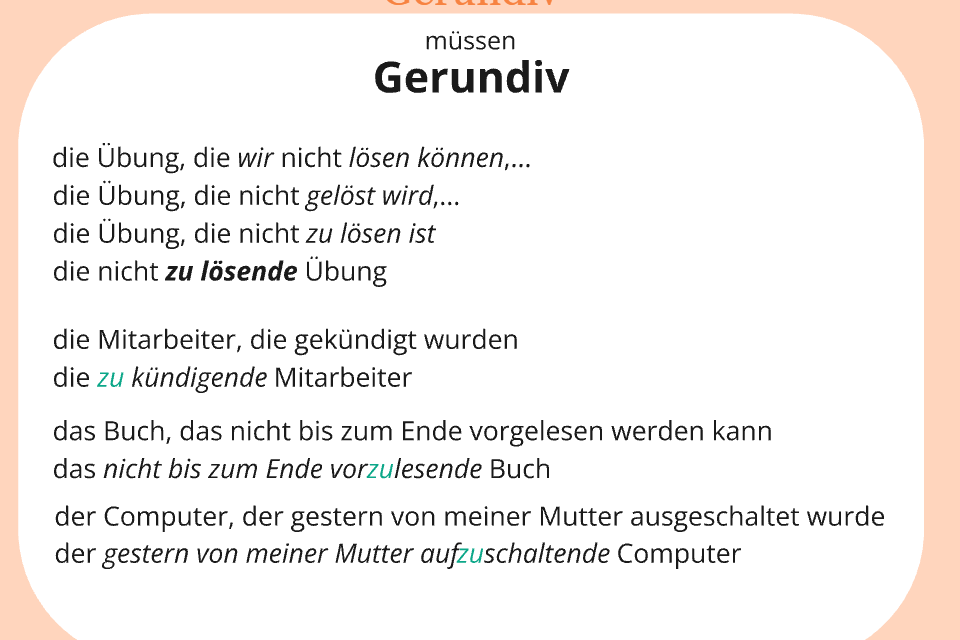 Gerundiv
müssen
Gerundiv
die Übung, die wir nicht lösen können,...
die Übung, die nicht gelöst wird,...
die Übung, die nicht zu lösen ist
die nicht zu lösende Übung
die Mitarbeiter, die gekündigt wurden
die zu kündigende Mitarbeiter
das Buch, das nicht bis zum Ende vorgelesen werden kann
das nicht bis zum Ende vorzulesende Buch
der Computer, der gestern von meiner Mutter ausgeschaltet wurde
der gestern von meiner Mutter aufzuschaltende Computer